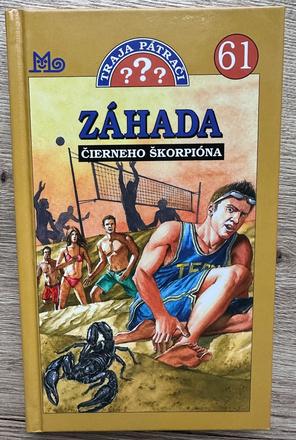 TRAJA PÁTRAČI
???
61
ZÁHADA
ČIERNEHO ŠKORPIÓNA